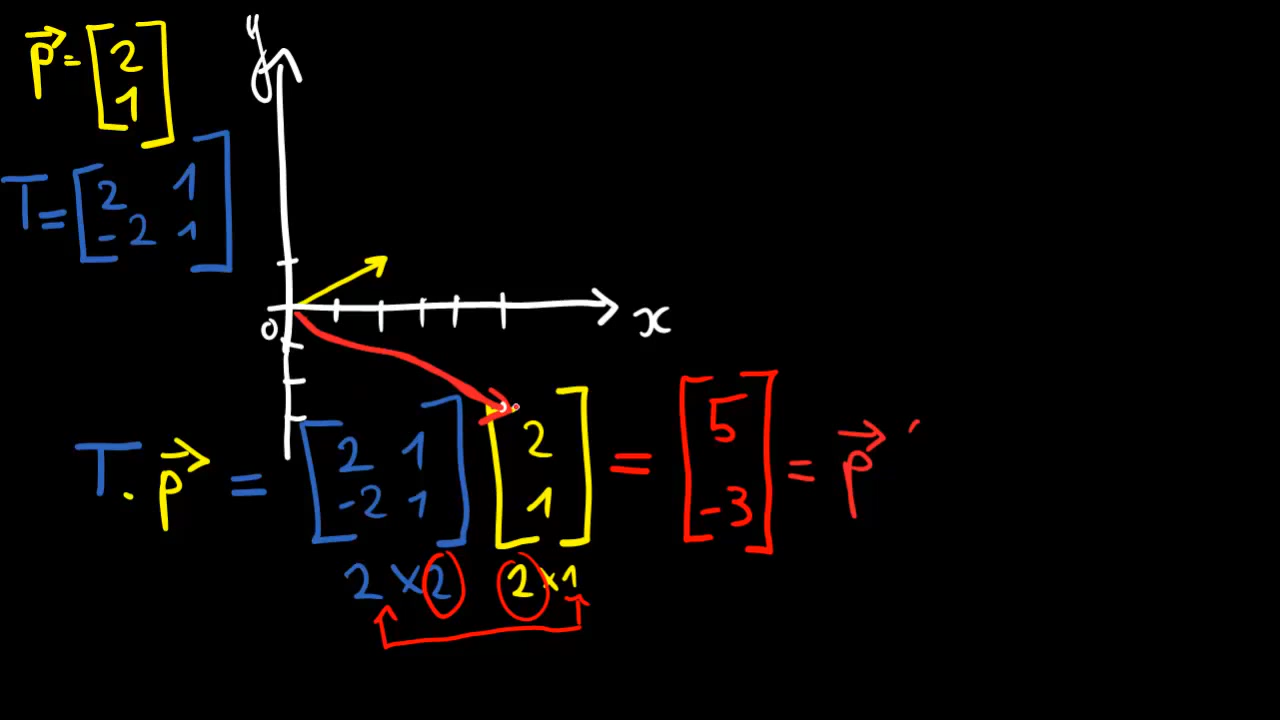 p⃗ = [2
1]
T = [2 1
-2 1]
y
0
x
T. p⃗ = [2 1 [2 = [5 = p⃗ '
-2 1] 1] -3]
2 × 2 2 × 1